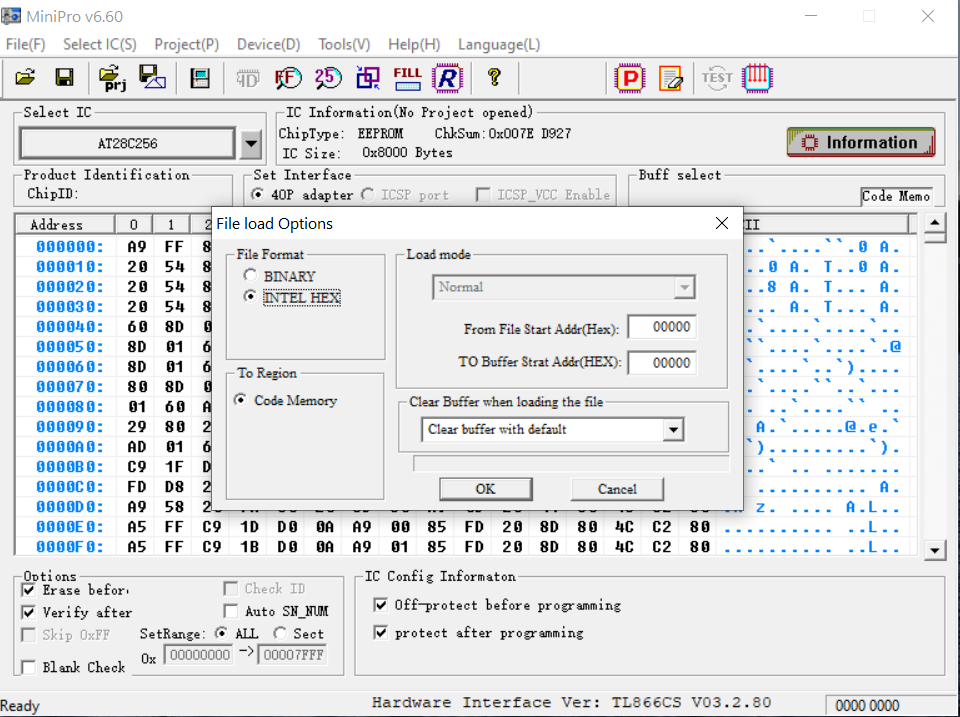 MiniPro v6.60
File(F) Select IC(S) Project(P) Device(D) Tools(V) Help(H) Language(L)
prj FF 25 FILL R ? P TEST
Select IC
AT28C256
IC Information(No Project opened)
ChipType: EEPROM ChkSum:0x007E D927
IC Size: 0x8000 Bytes
Information
Product Identification
ChipID:
Set Interface
40P adapter ICSP port ICSP_VCC Enable
Buff select
Code Memo
Address 0 1 2 II
000000: A9 FF 8 ..`....``.0 A.
000010: 20 54 8 ..0 A. T..0 A.
000020: 20 54 8 ...8 A. T... A.
000030: 20 54 8 ... A. T... A.
000040: 60 8D 0
000050: 8D 01 6
000060: 8D 01 6
000070: 80 8D 0
000080: 01 60 A
000090: 29 80 2
0000A0: AD 01 6
0000B0: C9 1F D
0000C0: FD D8 2
0000D0: A9 58 2
0000E0: A5 FF C9 1D D0 0A A9 00 85 FD 20 8D 80 4C C2 80 .......... ..L..
0000F0: A5 FF C9 1B D0 0A A9 01 85 FD 20 8D 80 4C C2 80 .......... ..L..
File load Options
File Format
BINARY
INTEL HEX
To Region
Code Memory
Load mode
Normal
From File Start Addr(Hex): 00000
TO Buffer Strat Addr(HEX): 00000
Clear Buffer when loading the file
Clear buffer with default
OK Cancel
Options
Erase befor
Verify after
Skip 0xFF
Blank Check
Check ID
Auto SN_NUM
SetRange: ALL Sect
0x 00000000 -> 00007FFF
IC Config Informaton
Off-protect before programming
protect after programming
Ready
Hardware Interface Ver: TL866CS V03.2.80
0000 0000